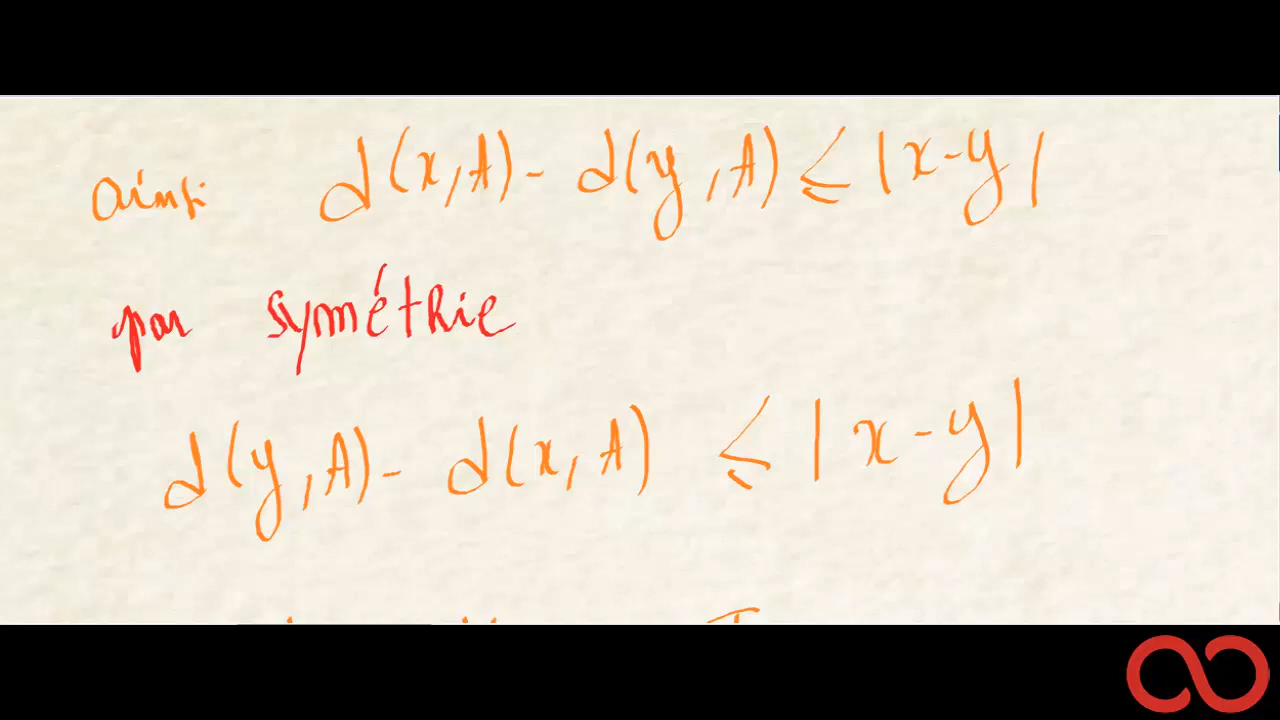 ainsi d(x,A) - d(y,A) ≤ |x-y|
par symétrie
d(y,A) - d(x,A) ≤ |x-y|